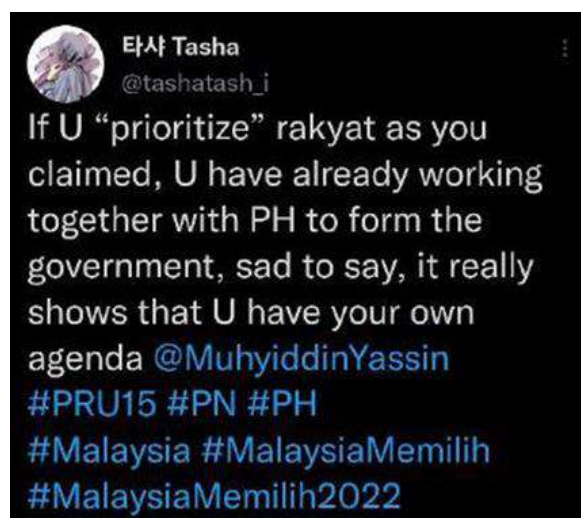 타샤 Tasha
@tashatash_i
If U “prioritize” rakyat as you
claimed, U have already working
together with PH to form the
government, sad to say, it really
shows that U have your own
agenda @MuhyiddinYassin
#PRU15 #PN #PH
#Malaysia #MalaysiaMemilih
#MalaysiaMemilih2022